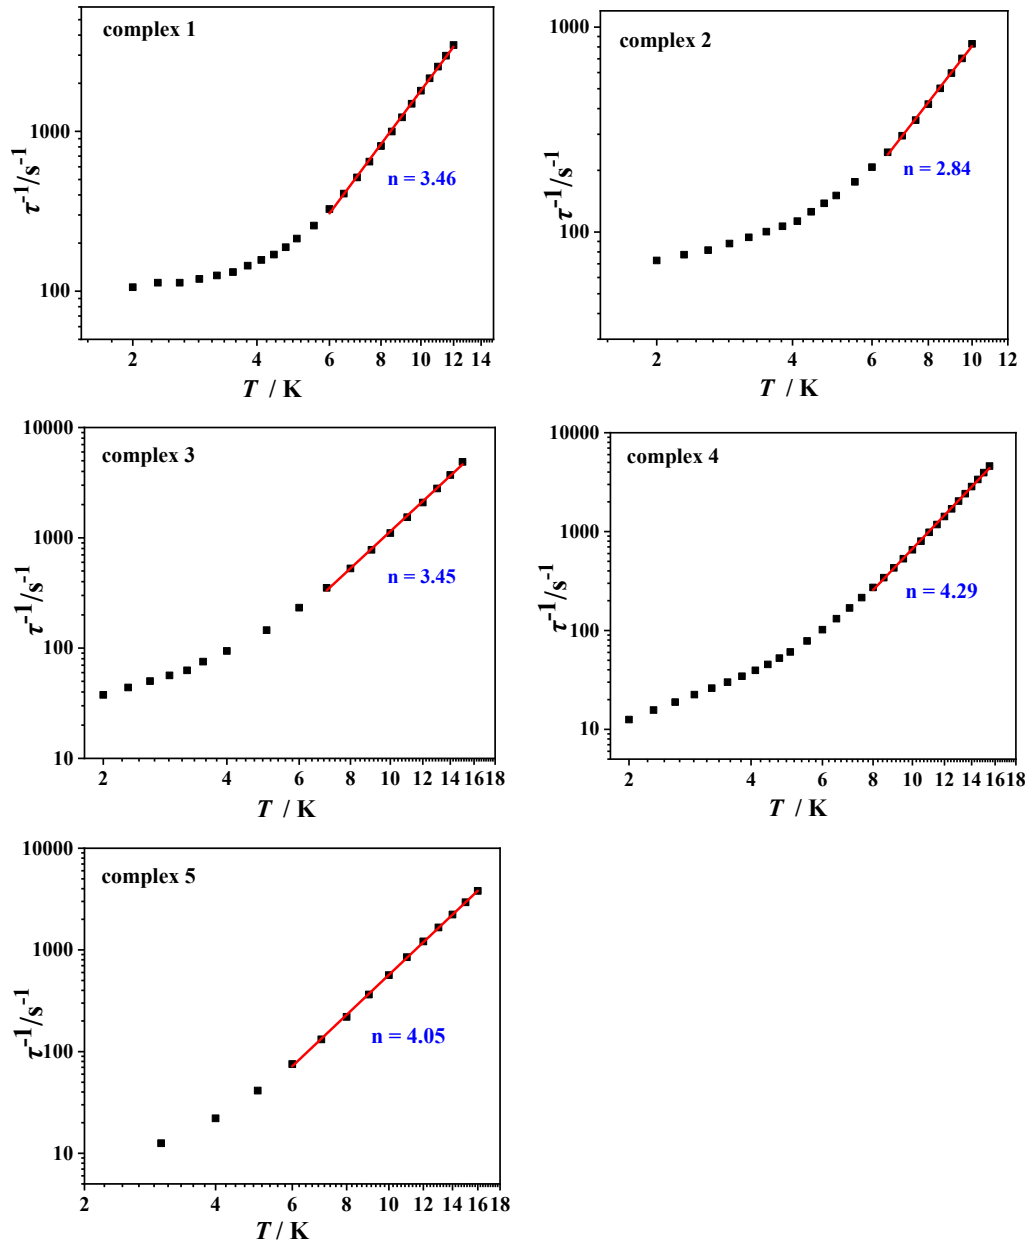 complex 1
1000
100
τ⁻¹/s⁻¹
n = 3.46
2 4 6 8 10 12 14
T / K
complex 2
1000
100
τ⁻¹/s⁻¹
n = 2.84
2 4 6 8 10 12
T / K
complex 3
10000
1000
100
10
τ⁻¹/s⁻¹
n = 3.45
2 4 6 8 10 12 14 16 18
T / K
complex 4
10000
1000
100
10
τ⁻¹/s⁻¹
n = 4.29
2 4 6 8 10 12 14 16 18
T / K
complex 5
10000
1000
100
10
τ⁻¹/s⁻¹
n = 4.05
2 4 6 8 10 12 14 16 18
T / K